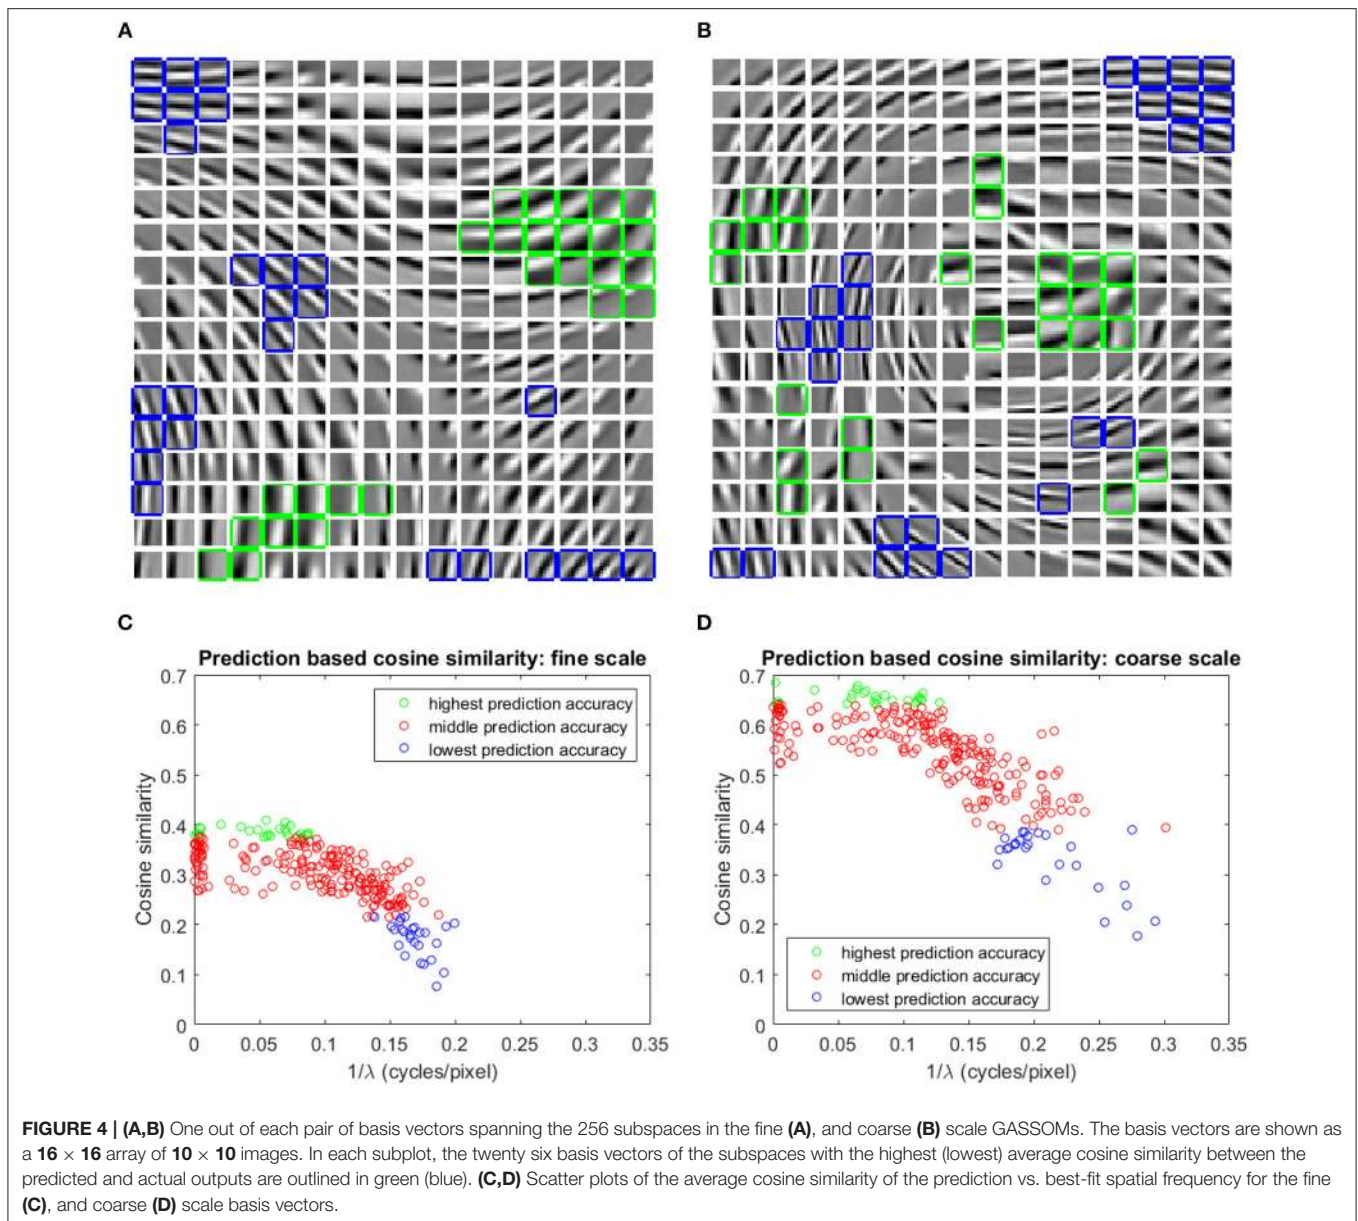 A
B
C
Prediction based cosine similarity: fine scale
0.7
0.6
0.5
0.4
0.3
0.2
0.1
0
Cosine similarity
highest prediction accuracy
middle prediction accuracy
lowest prediction accuracy
0 0.05 0.1 0.15 0.2 0.25 0.3 0.35
1/λ (cycles/pixel)
D
Prediction based cosine similarity: coarse scale
0.7
0.6
0.5
0.4
0.3
0.2
0.1
0
Cosine similarity
highest prediction accuracy
middle prediction accuracy
lowest prediction accuracy
0 0.05 0.1 0.15 0.2 0.25 0.3 0.35
1/λ (cycles/pixel)
FIGURE 4 | (A,B) One out of each pair of basis vectors spanning the 256 subspaces in the fine (A), and coarse (B) scale GASSOMs. The basis vectors are shown as
a 16 × 16 array of 10 × 10 images. In each subplot, the twenty six basis vectors of the subspaces with the highest (lowest) average cosine similarity between the
predicted and actual outputs are outlined in green (blue). (C,D) Scatter plots of the average cosine similarity of the prediction vs. best-fit spatial frequency for the fine
(C), and coarse (D) scale basis vectors.